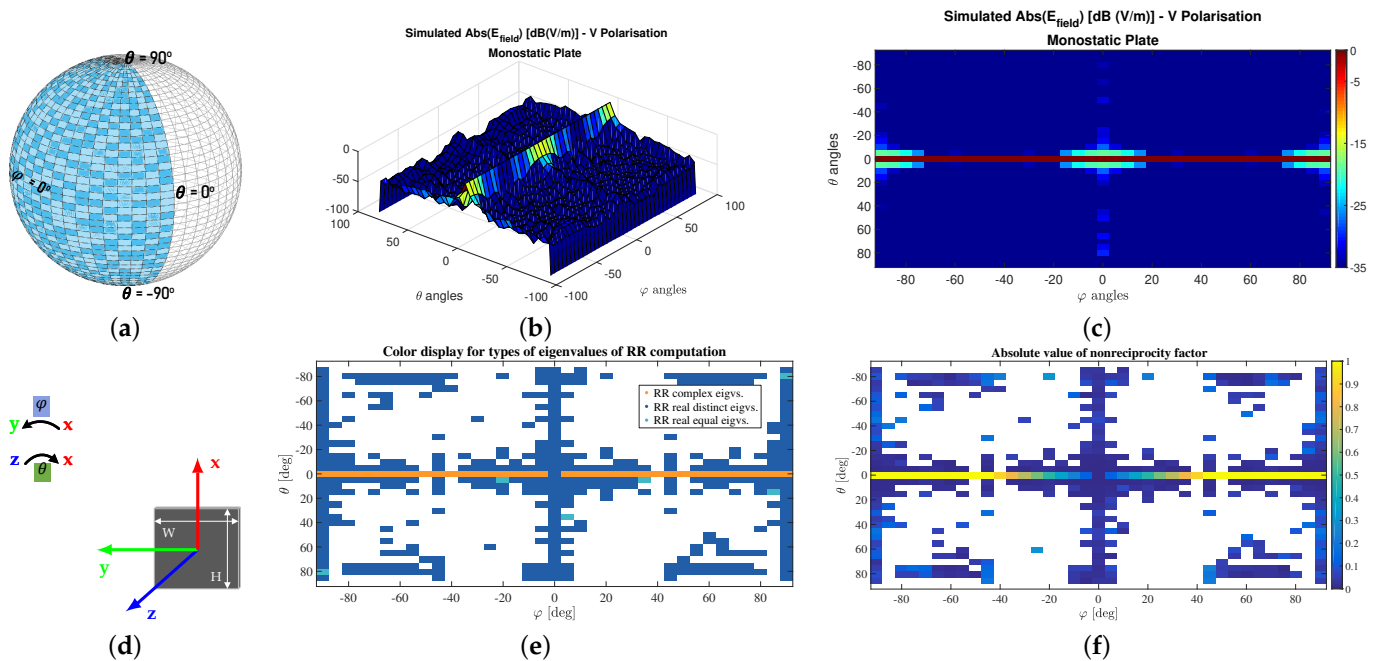 θ = 90°
φ = 0°
θ = 0°
θ = -90°
(a)
Simulated Abs(E_field) [dB(V/m)] - V Polarisation
Monostatic Plate
0
-50
-100
100
50
0
-50
-100
θ angles
-100
-50
0
50
100
φ angles
(b)
Simulated Abs(E_field) [dB (V/m)] - V Polarisation
Monostatic Plate
-80
-60
-40
-20
0
20
40
60
80
θ angles
-80
-60
-40
-20
0
20
40
60
80
φ angles
0
-5
-10
-15
-20
-25
-30
-35
(c)
φ
y x
z x
θ
x
W
y
H
z
(d)
Color display for types of eigenvalues of RR computation
RR complex eigvs.
RR real distinct eigvs.
RR real equal eigvs.
-80
-60
-40
-20
0
20
40
60
80
θ [deg]
-80
-60
-40
-20
0
20
40
60
80
φ [deg]
(e)
Absolute value of nonreciprocity factor
-80
-60
-40
-20
0
20
40
60
80
θ [deg]
-80
-60
-40
-20
0
20
40
60
80
φ [deg]
1
0.9
0.8
0.7
0.6
0.5
0.4
0.3
0.2
0.1
0
(f)